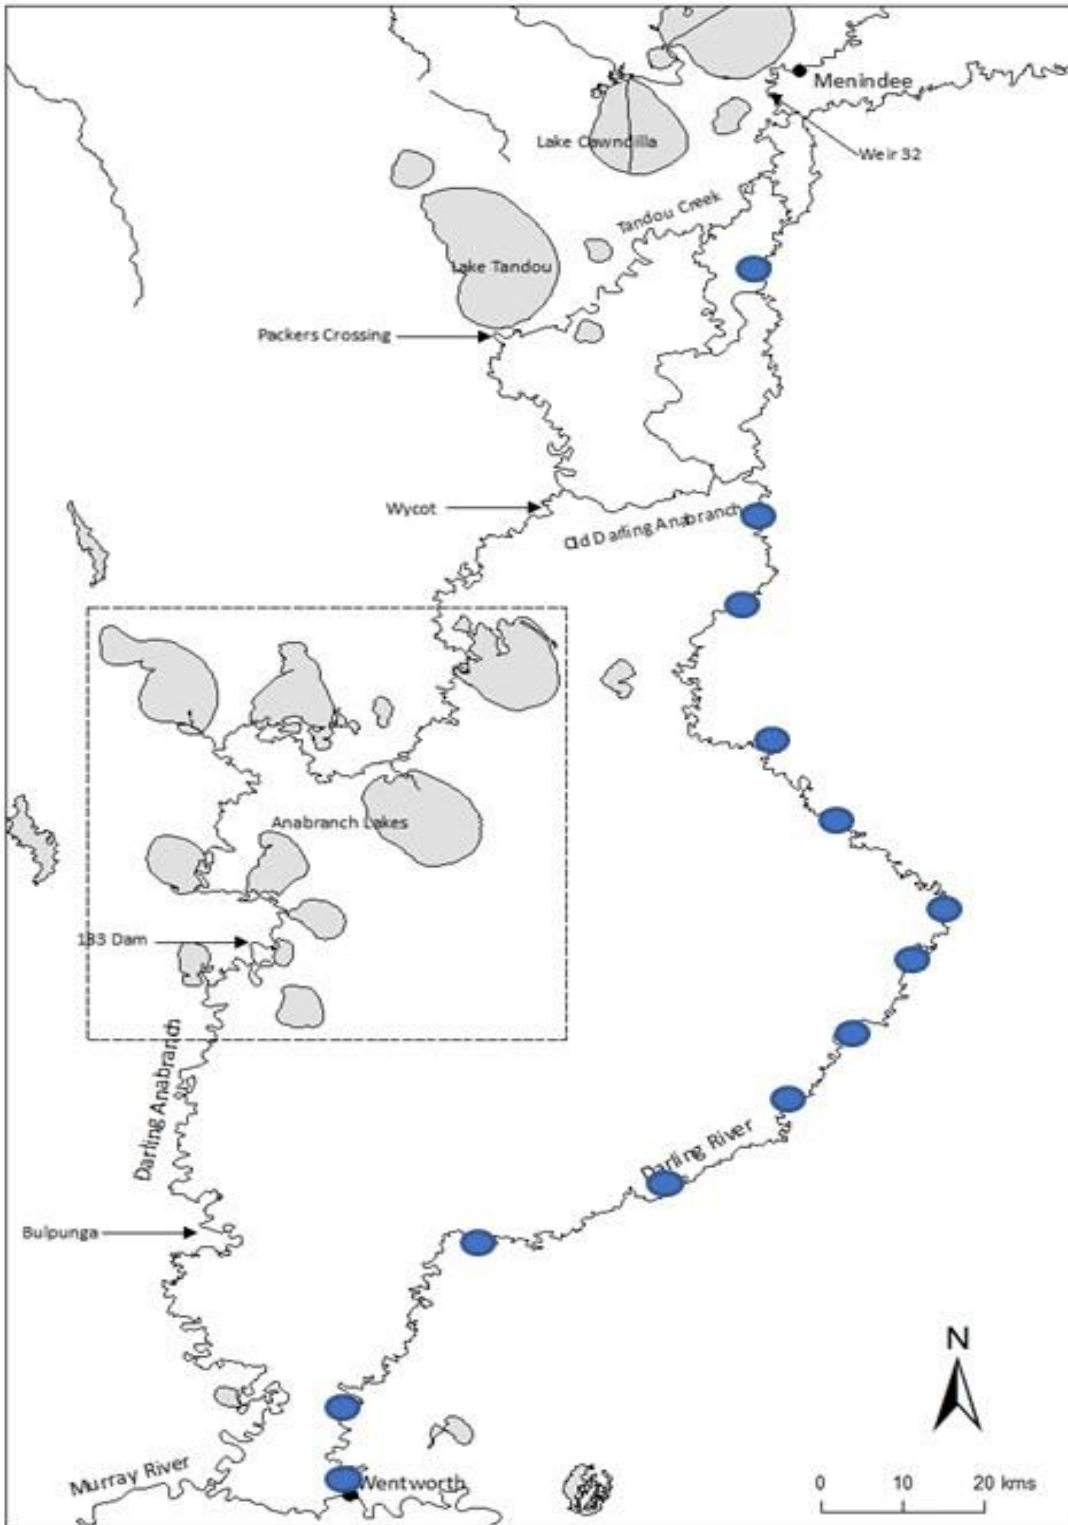 Menindee
Lake Cawndilla
Weir 32
Tandou Creek
Lake Tandou
Packers Crossing
Wycot
Old Darling Anabranch
Anabranch Lakes
183 Dam
Darling Anabranch
Darling River
Bulpunga
N
Murray River
Wentworth
0 10 20 kms